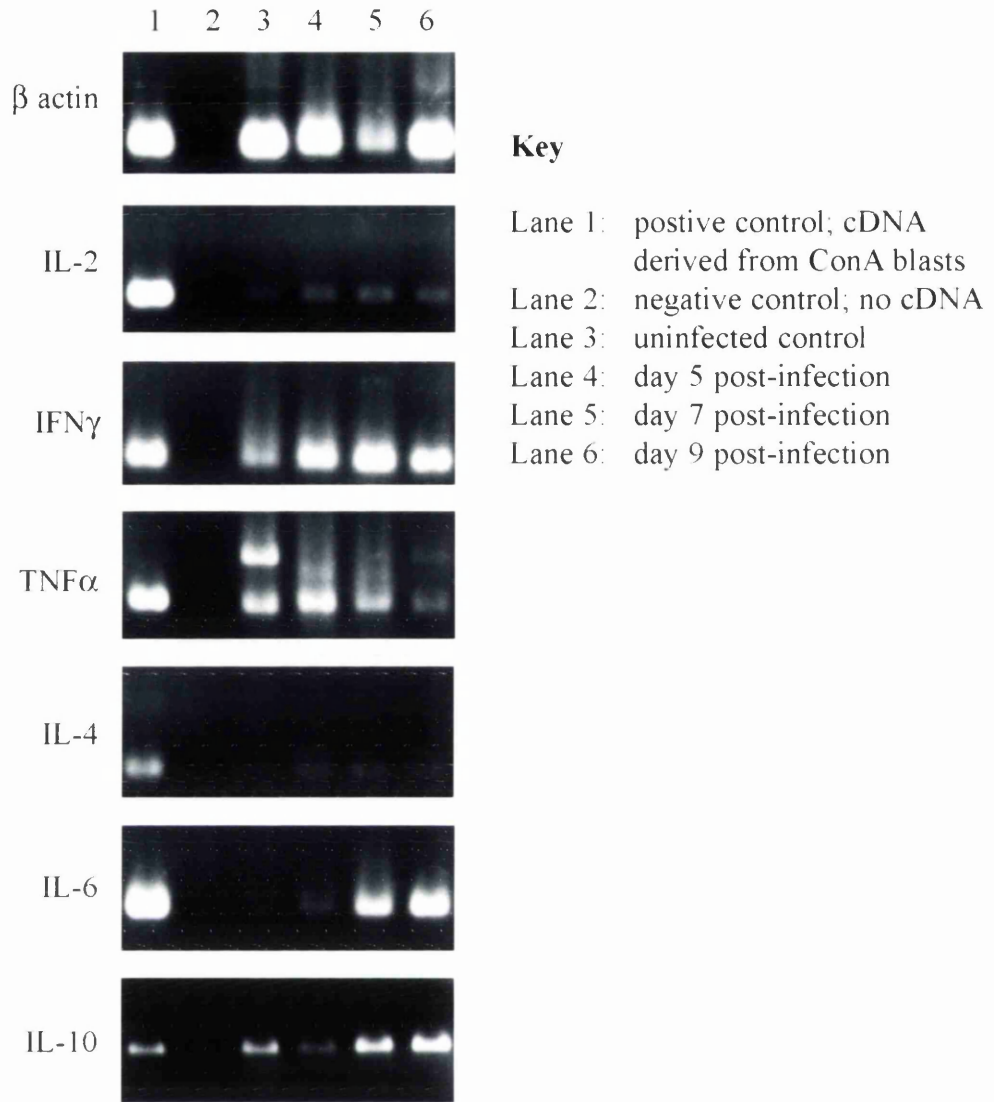 1 2 3 4 5 6
β actin
IL-2
IFNγ
TNFα
IL-4
IL-6
IL-10
Key
Lane 1: postive control; cDNA
derived from ConA blasts
Lane 2: negative control; no cDNA
Lane 3: uninfected control
Lane 4: day 5 post-infection
Lane 5: day 7 post-infection
Lane 6: day 9 post-infection